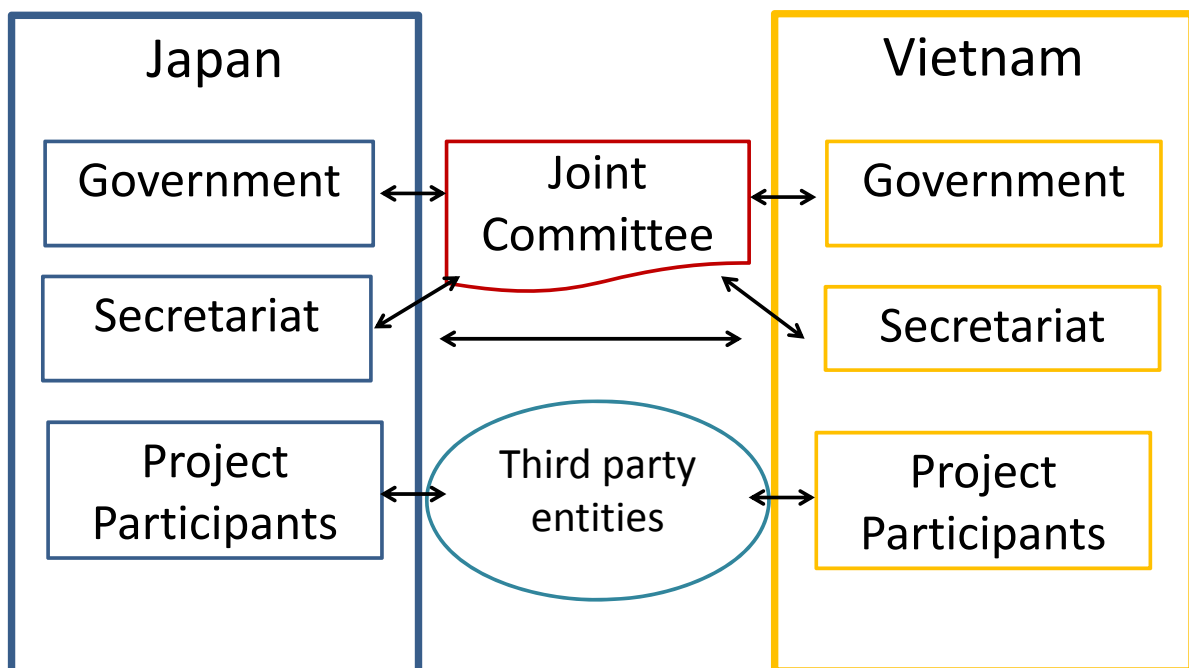 Japan
Vietnam
Government
Joint
Committee
Government
Secretariat
Secretariat
Project
Participants
Third party
entities
Project
Participants